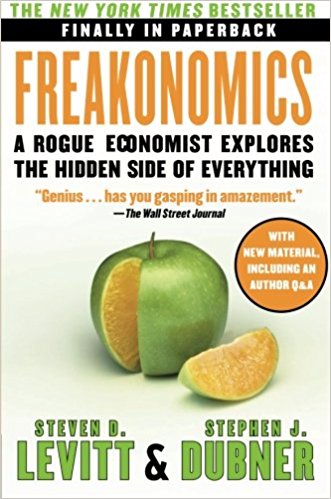 THE NEW YORK TIMES BESTSELLER
FINALLY IN PAPERBACK
FREAKONOMICS
A ROGUE ECONOMIST EXPLORES
THE HIDDEN SIDE OF EVERYTHING
“Genius . . . has you gasping in amazement.”
—The Wall Street Journal
WITH
NEW MATERIAL,
INCLUDING AN
AUTHOR Q&A
STEVEN D.
LEVITT
&
STEPHEN J.
DUBNER